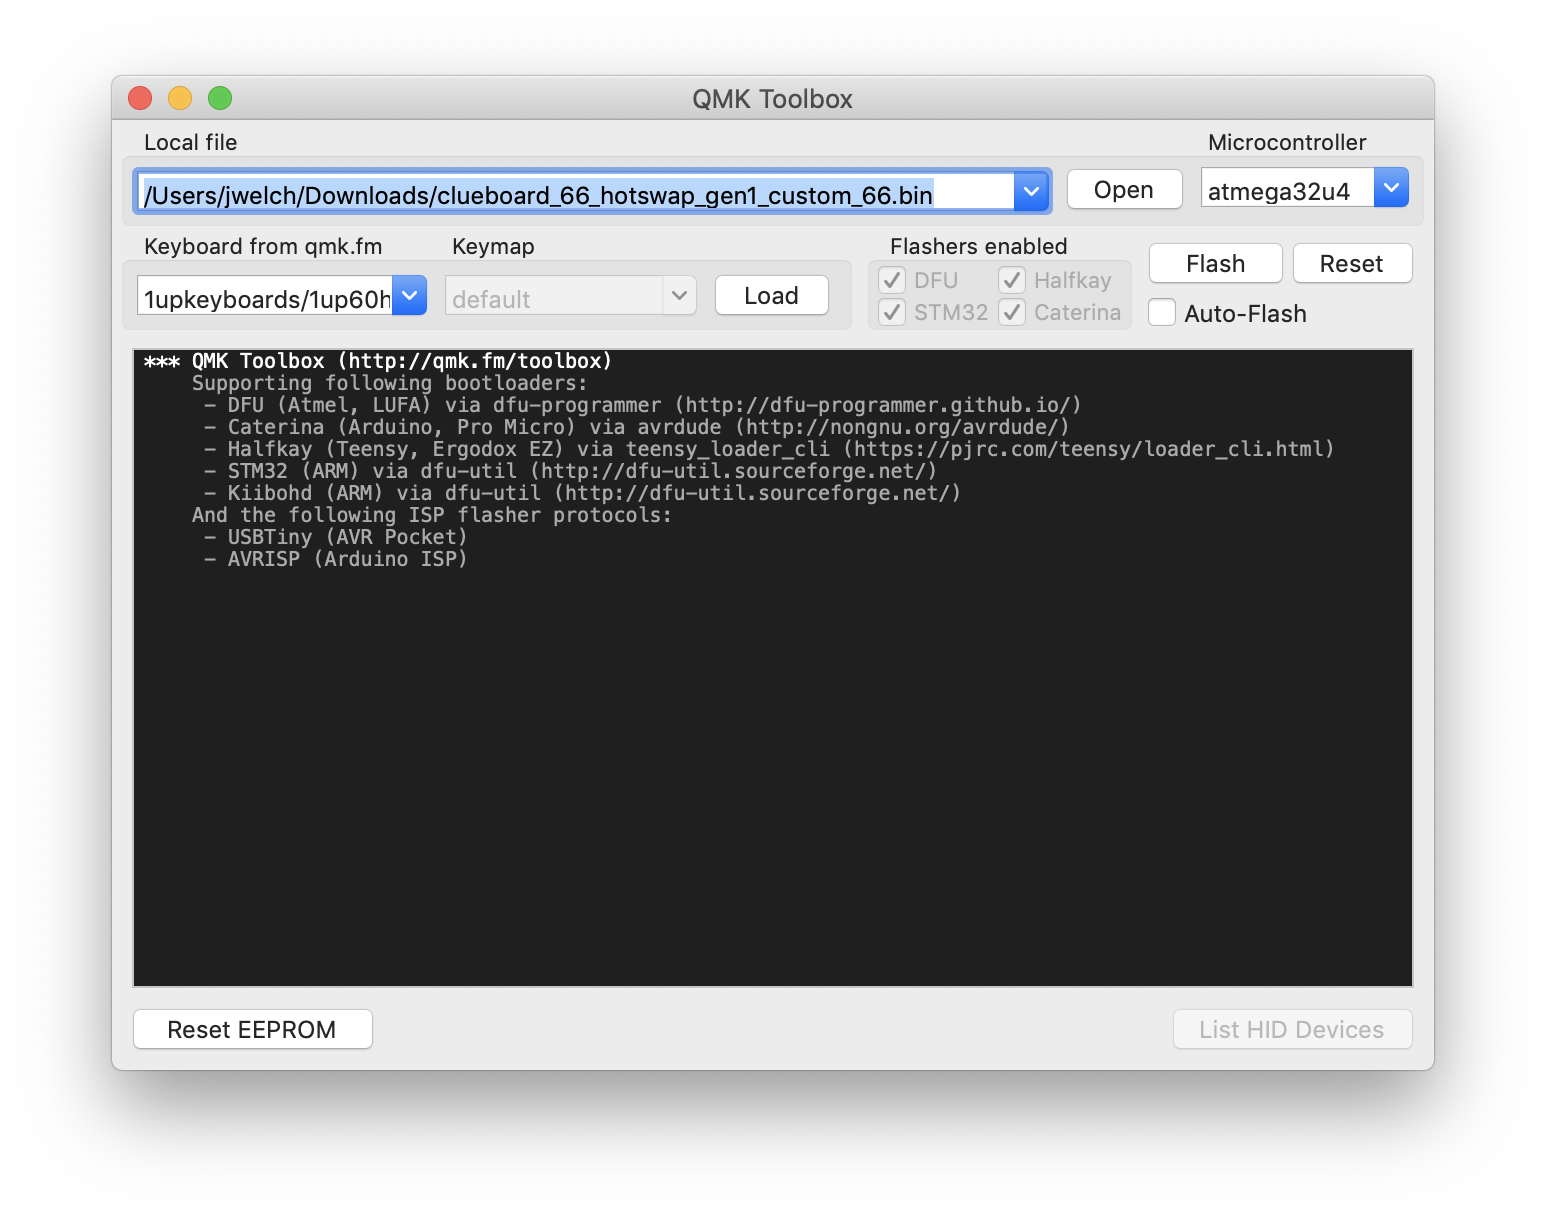 QMK Toolbox
Local file
Microcontroller
/Users/jwelch/Downloads/clueboard_66_hotswap_gen1_custom_66.bin
Open
atmega32u4
Keyboard from qmk.fm
Keymap
Flashers enabled
1upkeyboards/1up60h
default
Load
DFU
Halfkay
STM32
Caterina
Flash
Reset
Auto-Flash
*** QMK Toolbox (http://qmk.fm/toolbox)
Supporting following bootloaders:
– DFU (Atmel, LUFA) via dfu-programmer (http://dfu-programmer.github.io/)
– Caterina (Arduino, Pro Micro) via avrdude (http://nongnu.org/avrdude/)
– Halfkay (Teensy, Ergodox EZ) via teensy_loader_cli (https://pjrc.com/teensy/loader_cli.html)
– STM32 (ARM) via dfu-util (http://dfu-util.sourceforge.net/)
– Kiibohd (ARM) via dfu-util (http://dfu-util.sourceforge.net/)
And the following ISP flasher protocols:
– USBTiny (AVR Pocket)
– AVRISP (Arduino ISP)
Reset EEPROM
List HID Devices